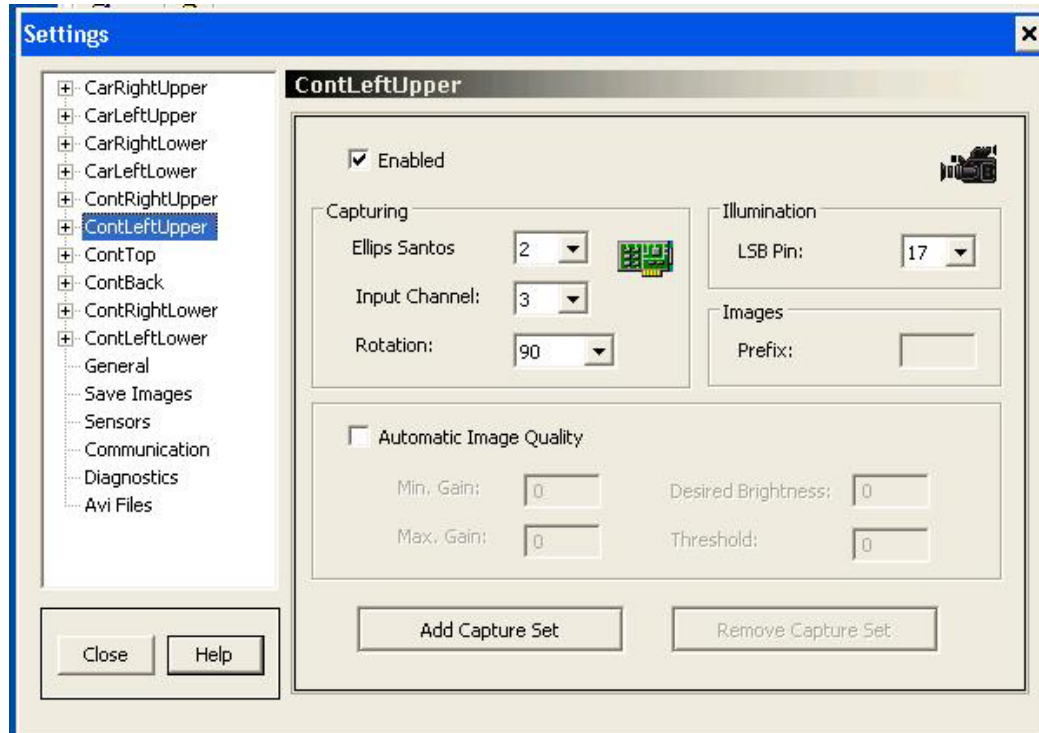 Settings
CarRightUpper
CarLeftUpper
CarRightLower
CarLeftLower
ContRightUpper
ContLeftUpper
ContTop
ContBack
ContRightLower
ContLeftLower
General
Save Images
Sensors
Communication
Diagnostics
Avi Files
Close Help
ContLeftUpper
Enabled
Capturing
Ellips Santos 2
Input Channel: 3
Rotation: 90
Illumination
LSB Pin: 17
Images
Prefix:
Automatic Image Quality
Min. Gain: 0 Desired Brightness: 0
Max. Gain: 0 Threshold: 0
Add Capture Set Remove Capture Set